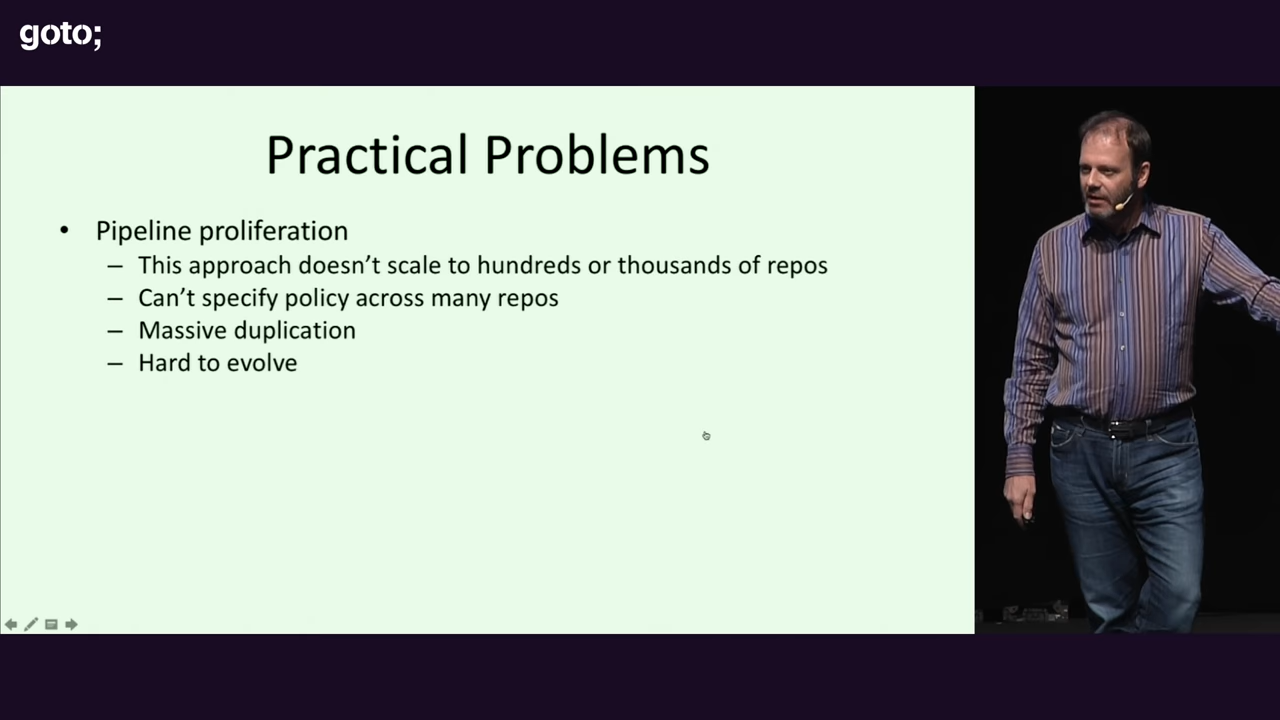 goto;
Practical Problems
• Pipeline proliferation
– This approach doesn’t scale to hundreds or thousands of repos
– Can’t specify policy across many repos
– Massive duplication
– Hard to evolve